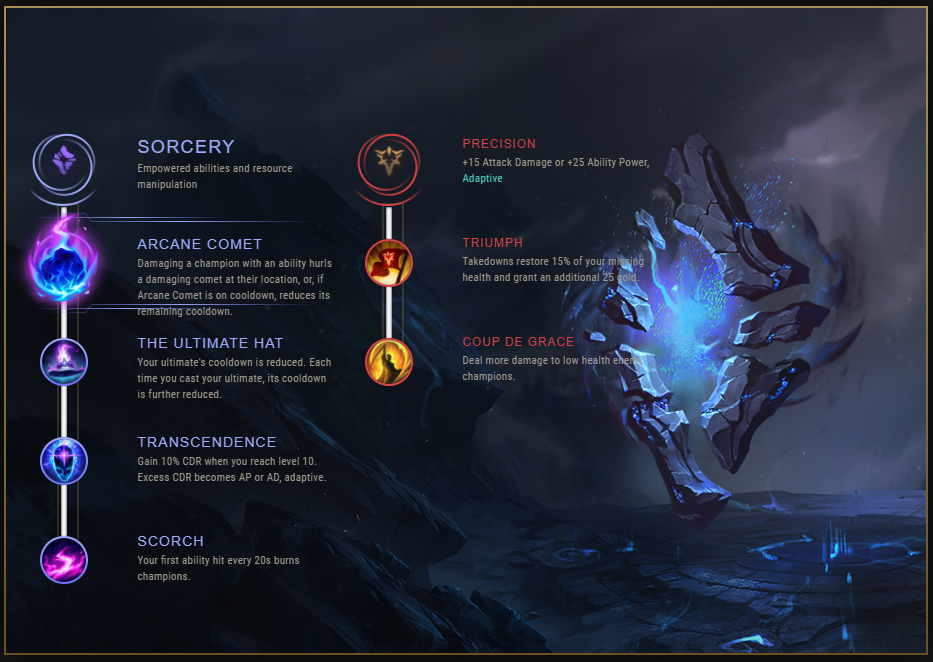 SORCERY
Empowered abilities and resource
manipulation
ARCANE COMET
Damaging a champion with an ability hurls
a damaging comet at their location, or, if
Arcane Comet is on cooldown, reduces its
remaining cooldown.
THE ULTIMATE HAT
Your ultimate's cooldown is reduced. Each
time you cast your ultimate, its cooldown
is further reduced.
TRANSCENDENCE
Gain 10% CDR when you reach level 10.
Excess CDR becomes AP or AD, adaptive.
SCORCH
Your first ability hit every 20s burns
champions.
PRECISION
+15 Attack Damage or +25 Ability Power,
Adaptive
TRIUMPH
Takedowns restore 15% of your missing
health and grant an additional 25 gold.
COUP DE GRACE
Deal more damage to low health enemy
champions.